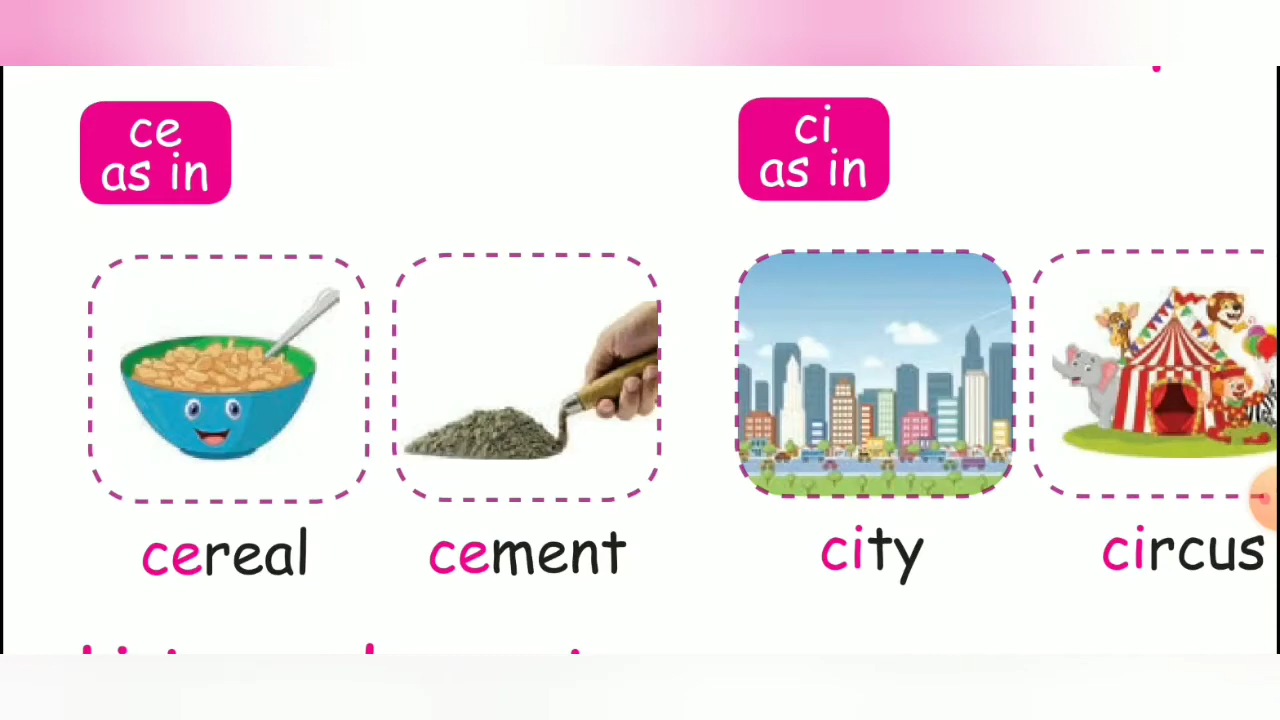 ce
as in
ci
as in
cereal
cement
city
circus